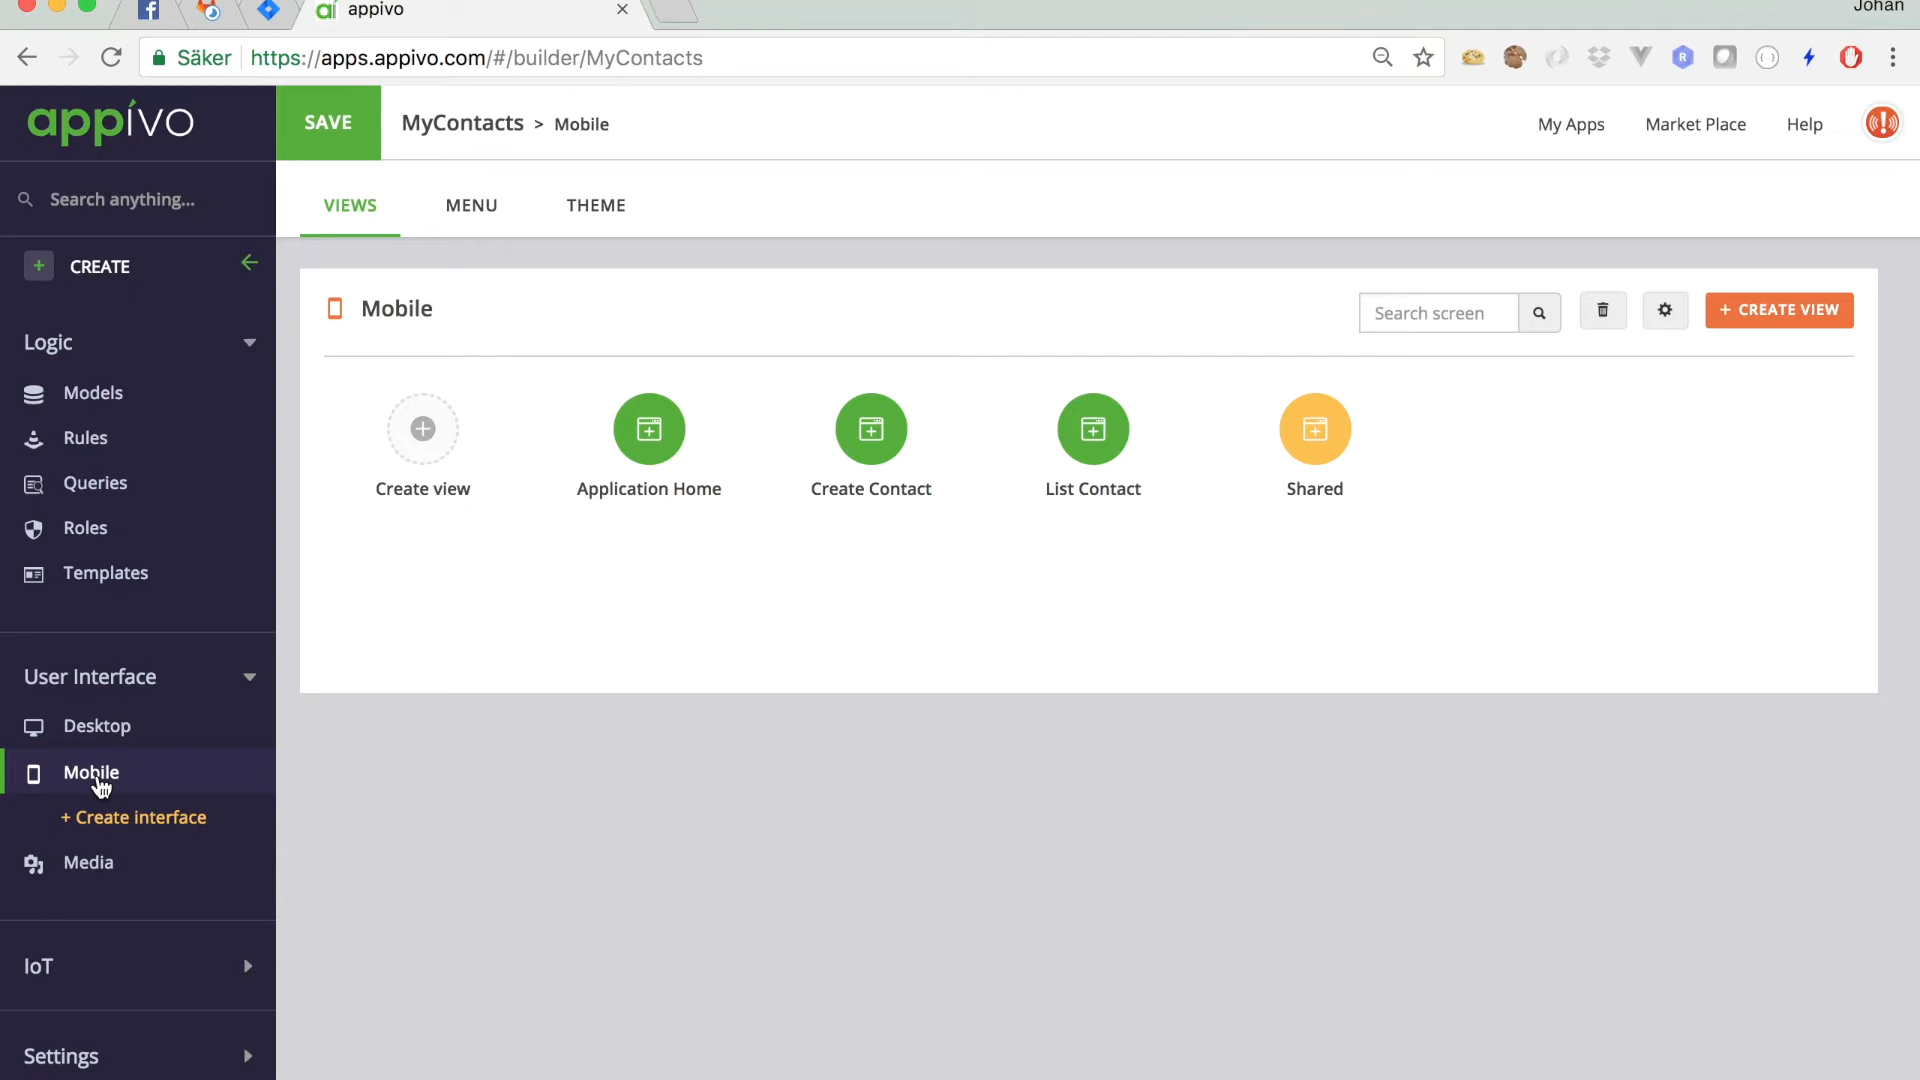 appivo
Johan
Säker
https://apps.appivo.com/#/builder/MyContacts
appivo
SAVE
MyContacts > Mobile
My Apps
Market Place
Help
Search anything...
VIEWS
MENU
THEME
+ CREATE
Logic
Models
Rules
Queries
Roles
Templates
User Interface
Desktop
Mobile
+ Create interface
Media
IoT
Settings
Mobile
Search screen
+ CREATE VIEW
Create view
Application Home
Create Contact
List Contact
Shared